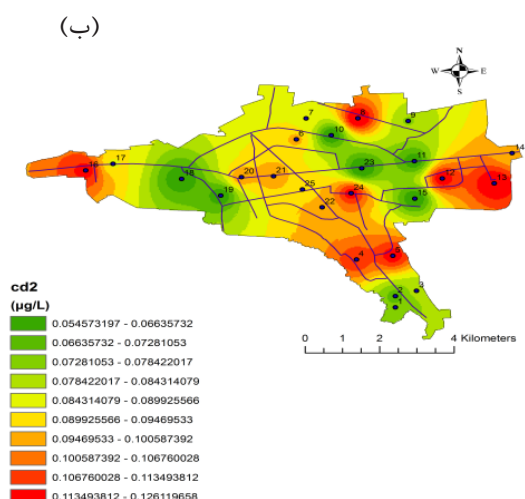 (ب)
N
W E
S
7
8
9
10
6
11
14
23
17
16
18
20
21
12
13
19
25
24
15
22
4
5
2
3
1
cd2
(µg/L)
0.054573197 - 0.06635732
0.06635732 - 0.07281053
0.07281053 - 0.078422017
0.078422017 - 0.084314079
0.084314079 - 0.089925566
0.089925566 - 0.09469533
0.09469533 - 0.100587392
0.100587392 - 0.106760028
0.106760028 - 0.113493812
0.113493812 - 0.126119658
0 1 2 4 Kilometers